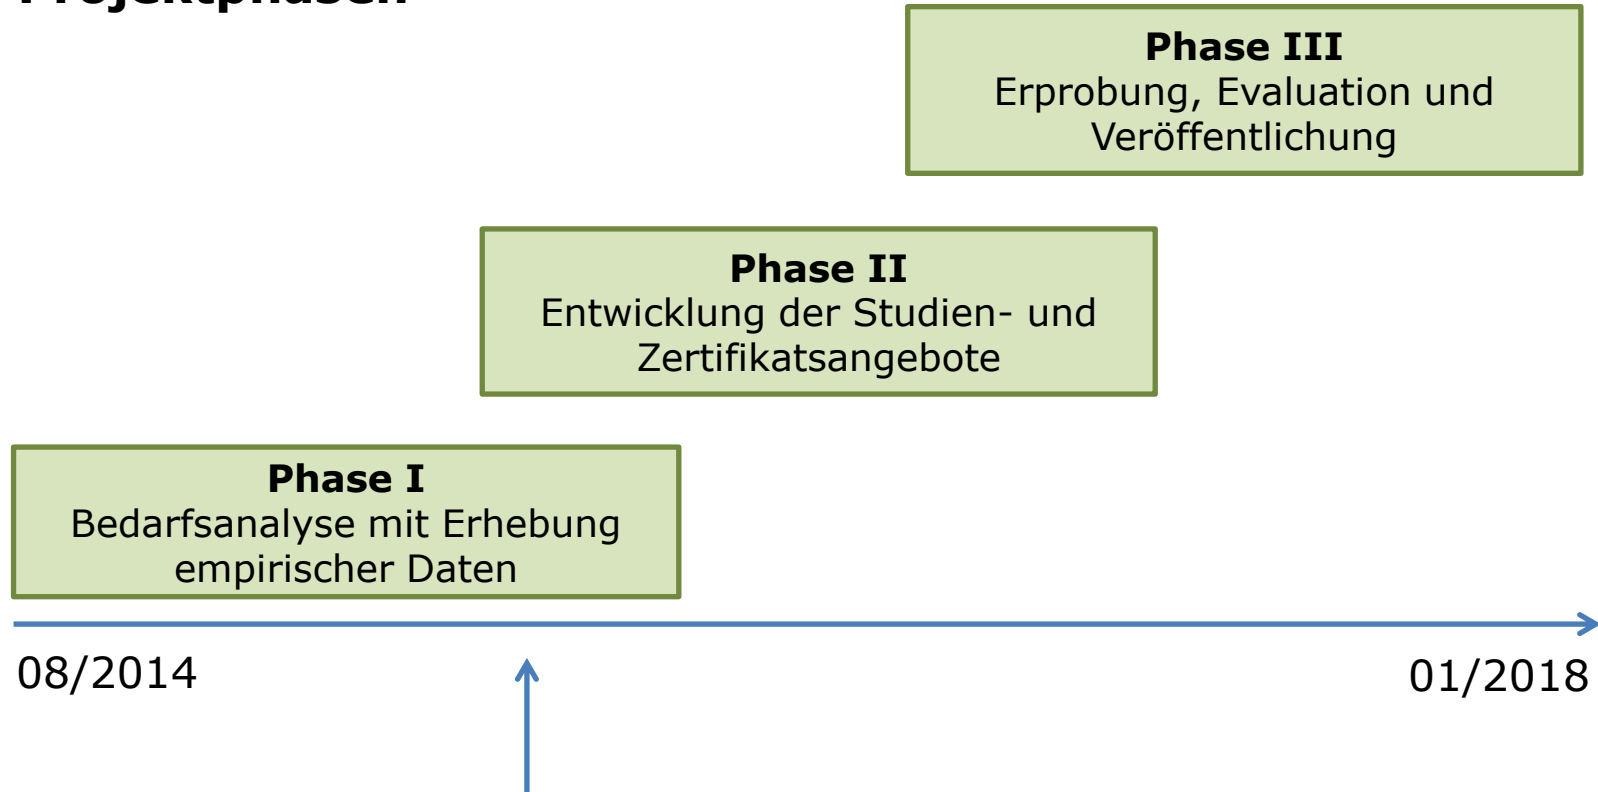 Projektphasen
Phase III
Erprobung, Evaluation und
Veröffentlichung
Phase II
Entwicklung der Studien- und
Zertifikatsangebote
Phase I
Bedarfsanalyse mit Erhebung
empirischer Daten
08/2014
01/2018